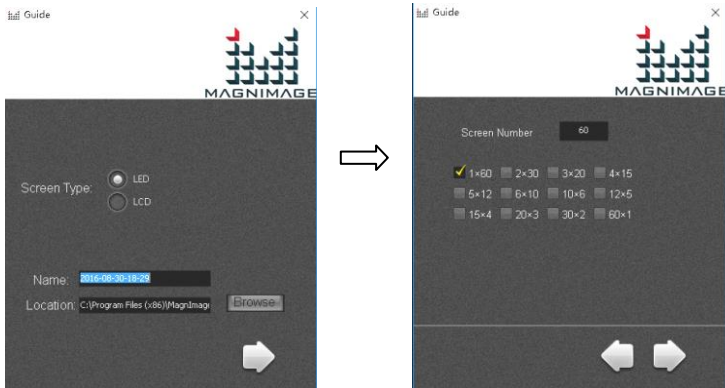 Guide
MAGNIMAGE
Screen Type:
LED
LCD
Name: 2016-08-30-18-29
Location: C:\Program Files (x86)\MagnImage
Browse
Guide
MAGNIMAGE
Screen Number 60
1×60 2×30 3×20 4×15
5×12 6×10 10×6 12×5
15×4 20×3 30×2 60×1